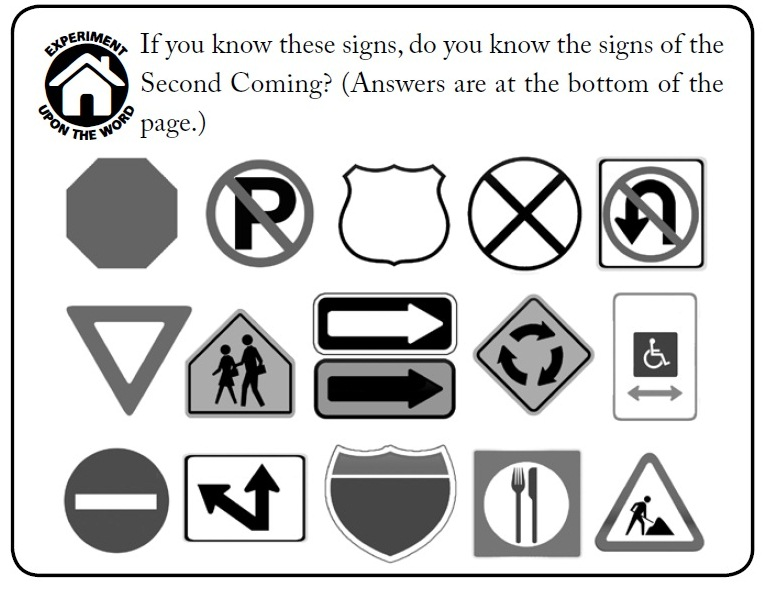 EXPERIMENT
UPON THE WORD
If you know these signs, do you know the signs of the
Second Coming? (Answers are at the bottom of the
page.)
P